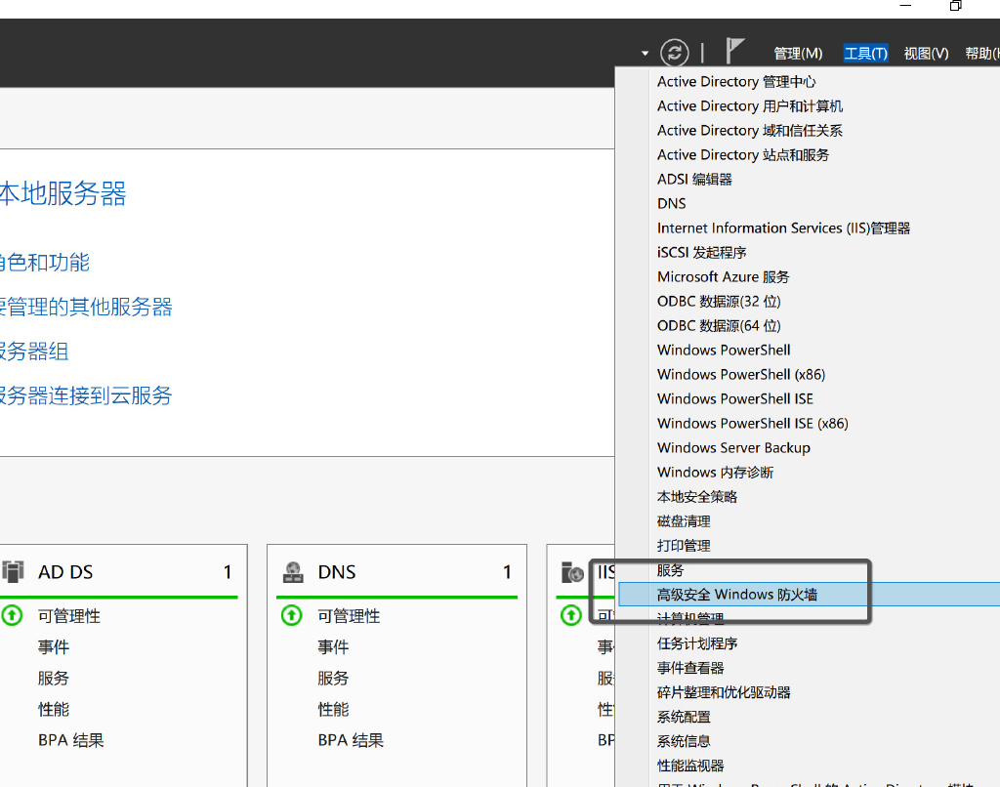 管理(M) 工具(T) 视图(V) 帮助(H
Active Directory 管理中心
Active Directory 用户和计算机
Active Directory 域和信任关系
Active Directory 站点和服务
ADSI 编辑器
DNS
Internet Information Services (IIS)管理器
iSCSI 发起程序
Microsoft Azure 服务
ODBC 数据源(32 位)
ODBC 数据源(64 位)
Windows PowerShell
Windows PowerShell (x86)
Windows PowerShell ISE
Windows PowerShell ISE (x86)
Windows Server Backup
Windows 内存诊断
本地安全策略
磁盘清理
打印管理
服务
高级安全 Windows 防火墙
计算机管理
任务计划程序
事件查看器
碎片整理和优化驱动器
系统配置
系统信息
性能监视器
用于 Windows PowerShell 的 Active Directory 模块
本地服务器
角色和功能
要管理的其他服务器
服务器组
服务器连接到云服务
AD DS 1
可管理性
事件
服务
性能
BPA 结果
DNS 1
可管理性
事件
服务
性能
BPA 结果
IIS
可
事
服
性
BP